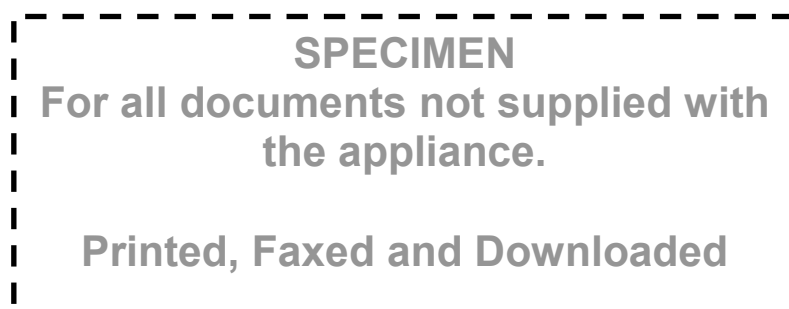 SPECIMEN
For all documents not supplied with
the appliance.
Printed, Faxed and Downloaded